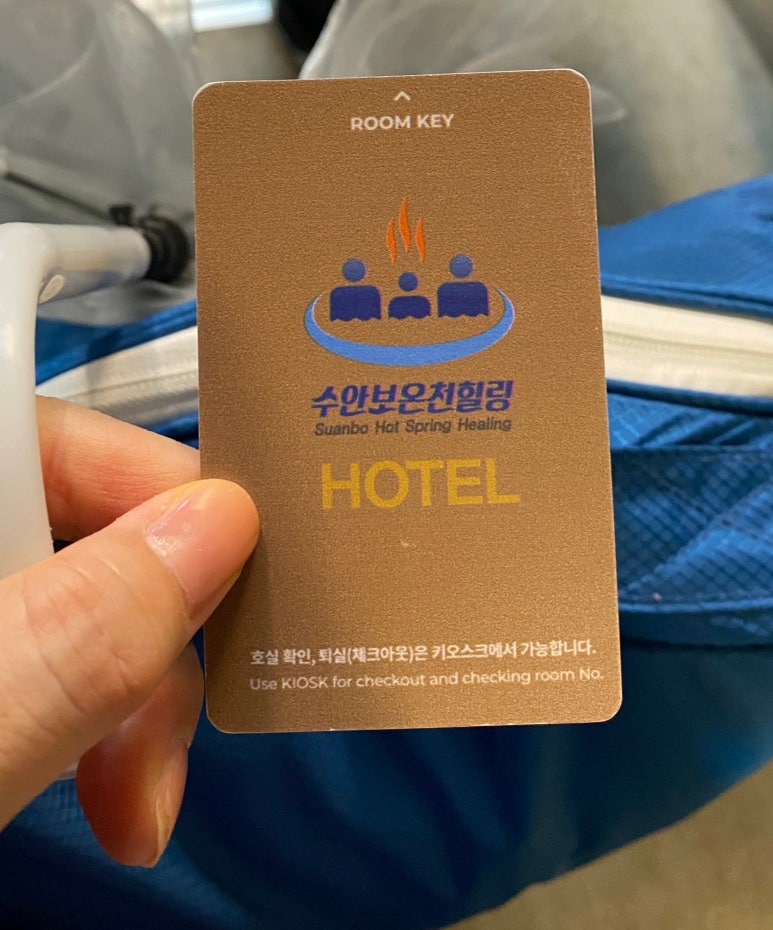 ROOM KEY
수안보온천힐링
Suanbo Hot Spring Healing
HOTEL
호실 확인, 퇴실(체크아웃)은 키오스크에서 가능합니다.
Use KIOSK for checkout and checking room No.